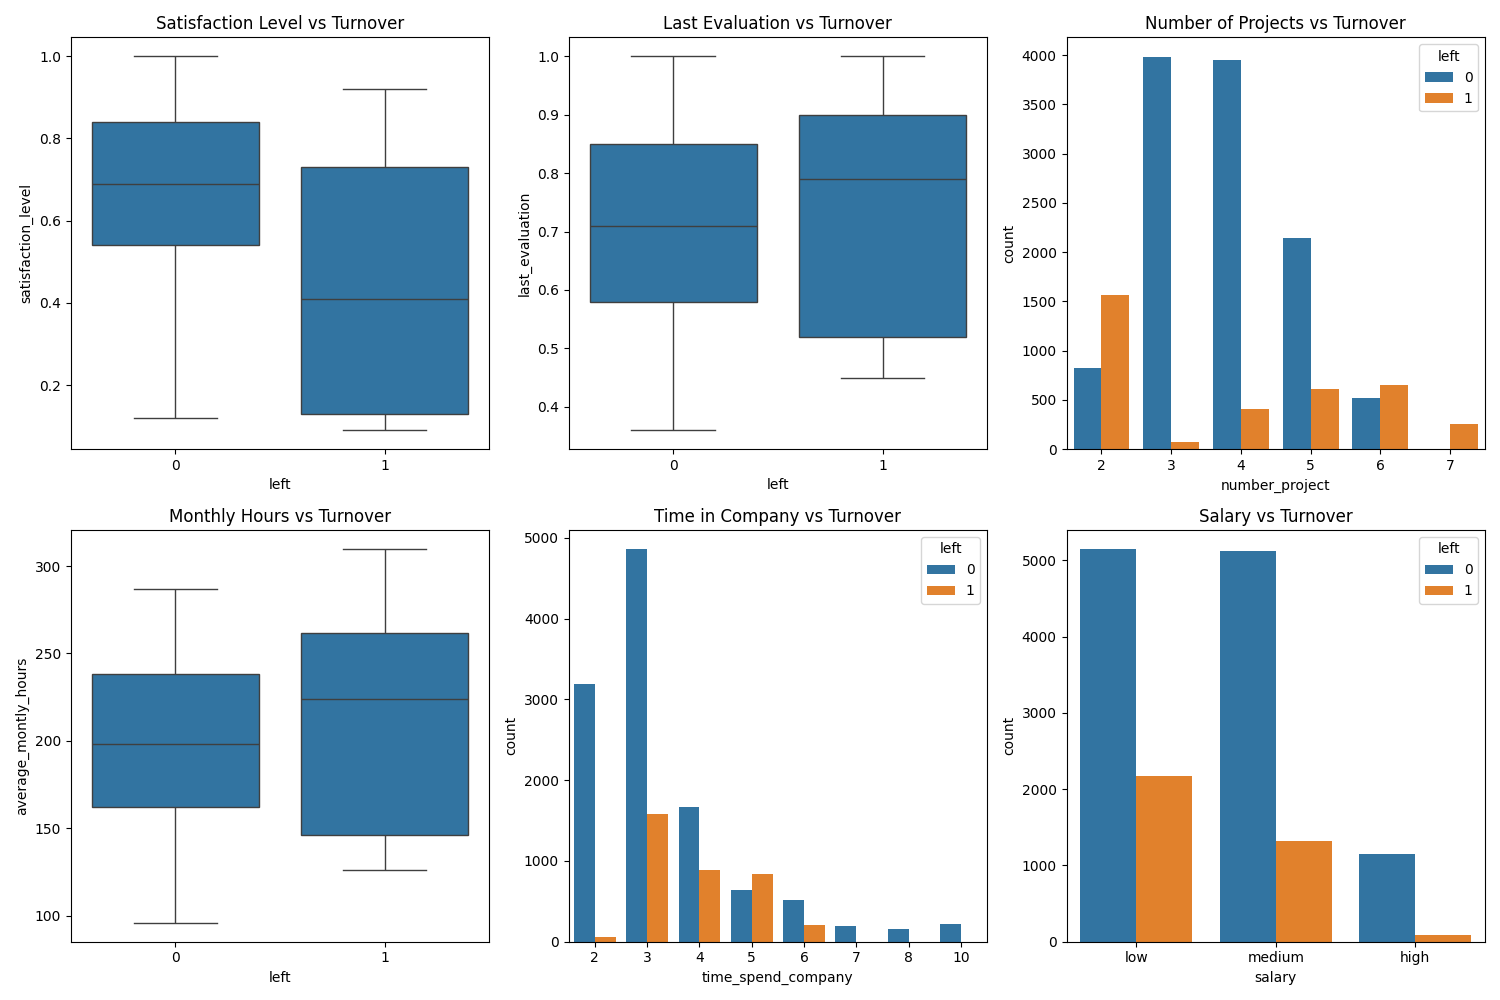 Satisfaction Level vs Turnover
1.0
0.8
0.6
0.4
0.2
satisfaction_level
0 1
left
Last Evaluation vs Turnover
1.0
0.9
0.8
0.7
0.6
0.5
0.4
last_evaluation
0 1
left
Number of Projects vs Turnover
left
0
1
4000
3500
3000
2500
2000
1500
1000
500
0
count
2 3 4 5 6 7
number_project
Monthly Hours vs Turnover
300
250
200
150
100
average_montly_hours
0 1
left
Time in Company vs Turnover
left
0
1
5000
4000
3000
2000
1000
0
count
2 3 4 5 6 7 8 10
time_spend_company
Salary vs Turnover
left
0
1
5000
4000
3000
2000
1000
0
count
low medium high
salary